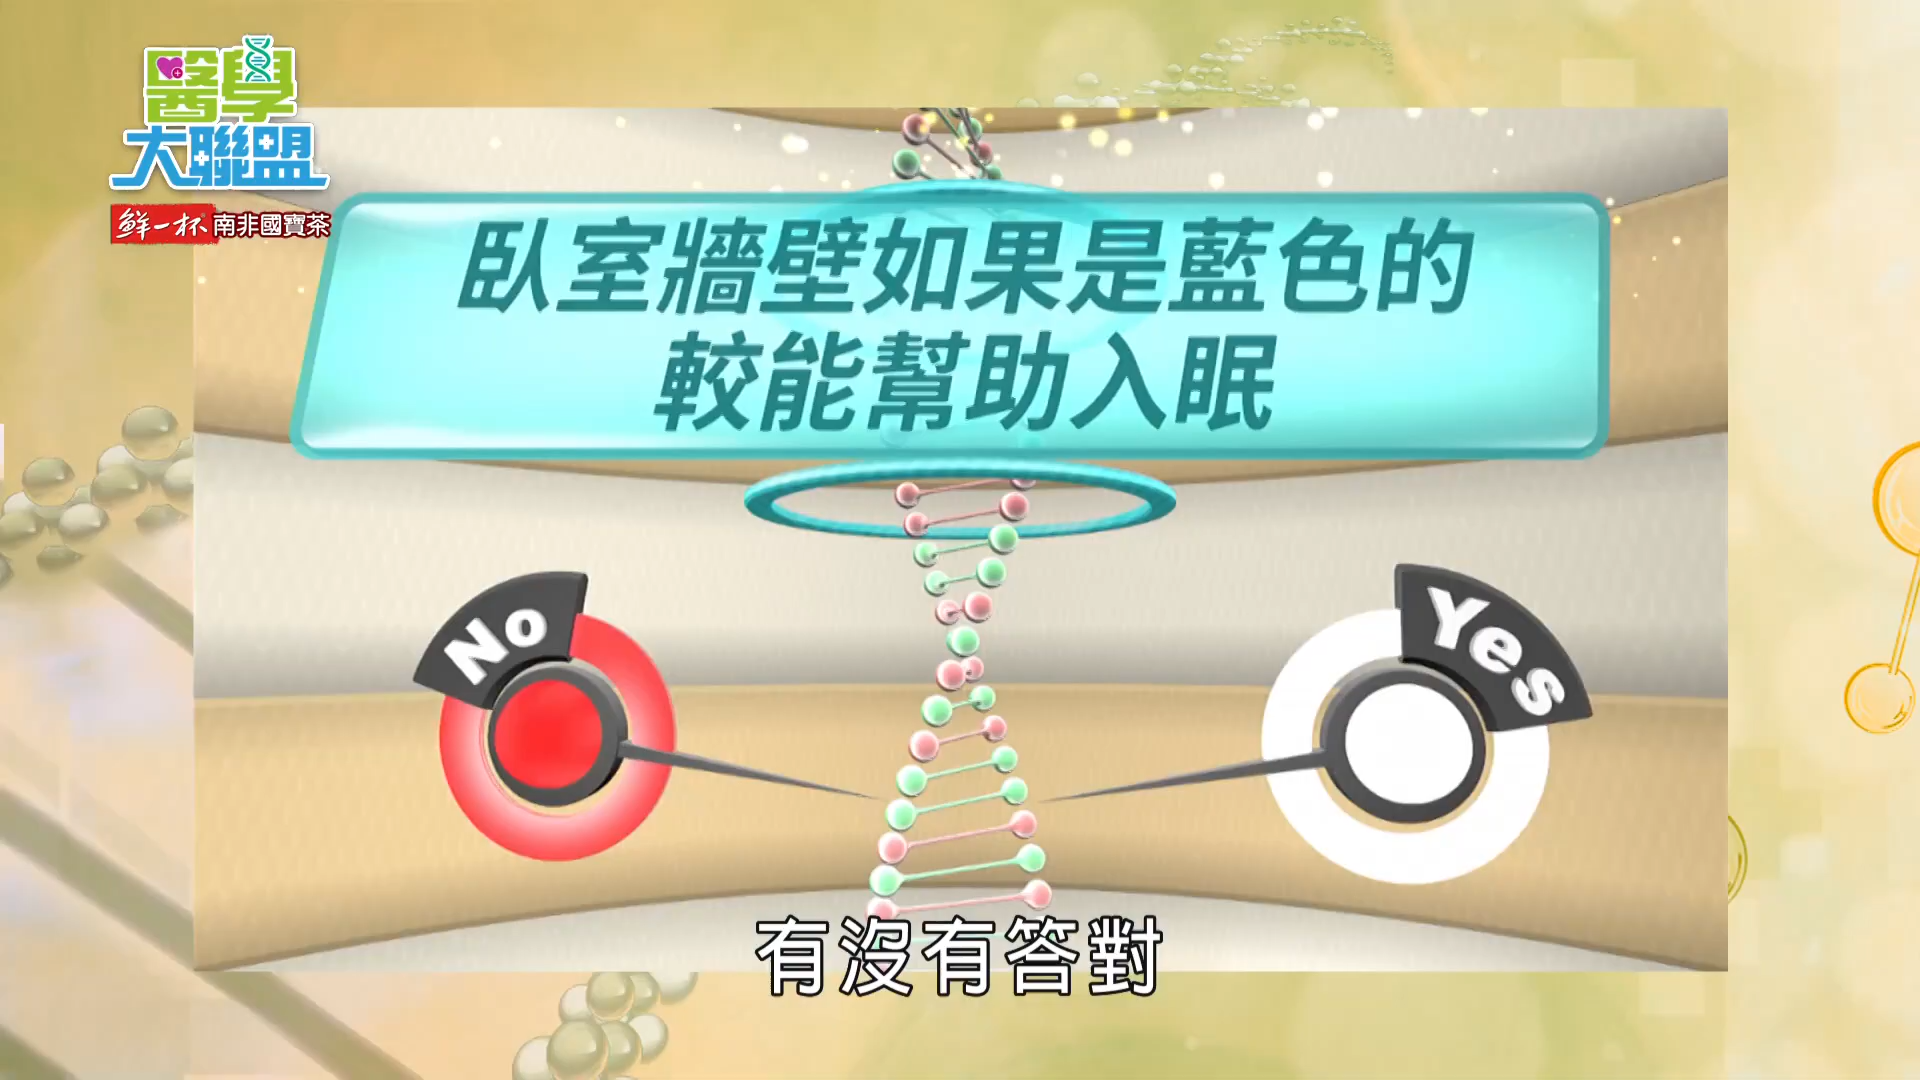 醫學
大聯盟
鮮一杯 南非國寶茶
臥室牆壁如果是藍色的
較能幫助入眠
No
Yes
有沒有答對